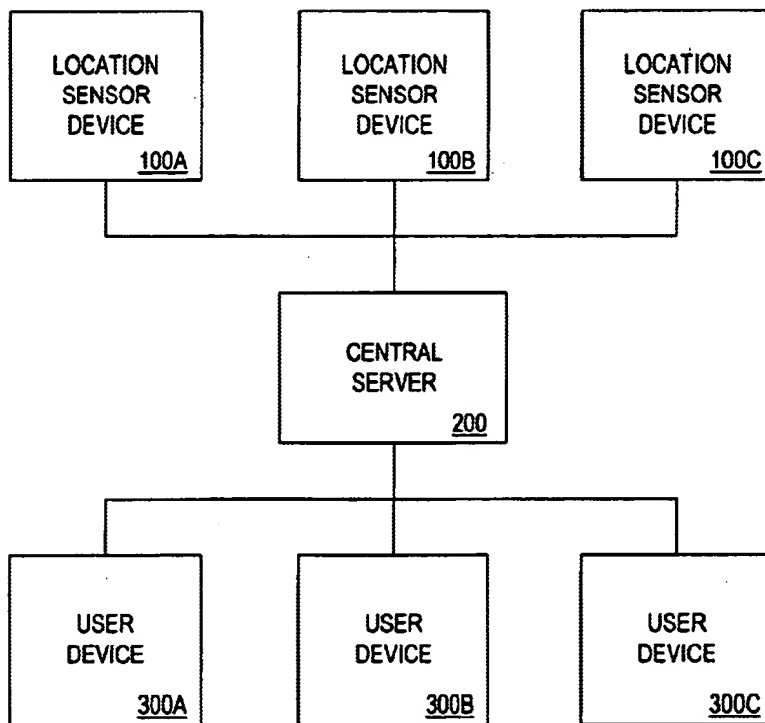 LOCATION
SENSOR
DEVICE
100A
LOCATION
SENSOR
DEVICE
100B
LOCATION
SENSOR
DEVICE
100C
CENTRAL
SERVER
200
USER
DEVICE
300A
USER
DEVICE
300B
USER
DEVICE
300C